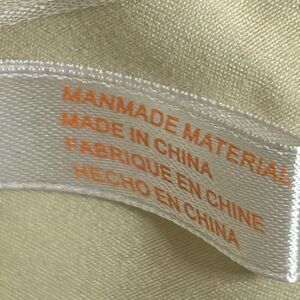 MANMADE MATERIAL
MADE IN CHINA
FABRIQUE EN CHINE
HECHO EN CHINA